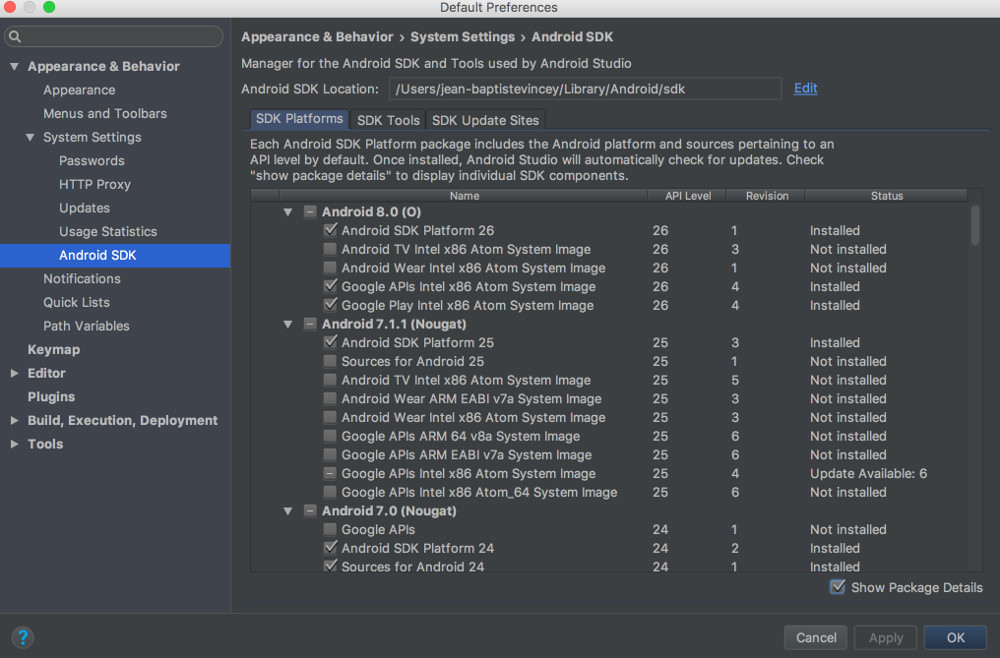 Default Preferences
Appearance & Behavior
Appearance
Menus and Toolbars
System Settings
Passwords
HTTP Proxy
Updates
Usage Statistics
Android SDK
Notifications
Quick Lists
Path Variables
Keymap
Editor
Plugins
Build, Execution, Deployment
Tools
Appearance & Behavior › System Settings › Android SDK
Manager for the Android SDK and Tools used by Android Studio
Android SDK Location: /Users/jean-baptistevincey/Library/Android/sdk Edit
SDK Platforms SDK Tools SDK Update Sites
Each Android SDK Platform package includes the Android platform and sources pertaining to an
API level by default. Once installed, Android Studio will automatically check for updates. Check
"show package details" to display individual SDK components.
Name API Level Revision Status
Android 8.0 (O)
Android SDK Platform 26 26 1 Installed
Android TV Intel x86 Atom System Image 26 3 Not installed
Android Wear Intel x86 Atom System Image 26 1 Not installed
Google APIs Intel x86 Atom System Image 26 4 Installed
Google Play Intel x86 Atom System Image 26 4 Installed
Android 7.1.1 (Nougat)
Android SDK Platform 25 25 3 Installed
Sources for Android 25 25 1 Not installed
Android TV Intel x86 Atom System Image 25 5 Not installed
Android Wear ARM EABI v7a System Image 25 3 Not installed
Android Wear Intel x86 Atom System Image 25 3 Not installed
Google APIs ARM 64 v8a System Image 25 6 Not installed
Google APIs ARM EABI v7a System Image 25 6 Not installed
Google APIs Intel x86 Atom System Image 25 4 Update Available: 6
Google APIs Intel x86 Atom_64 System Image 25 6 Not installed
Android 7.0 (Nougat)
Google APIs 24 1 Not installed
Android SDK Platform 24 24 2 Installed
Sources for Android 24 24 1 Installed
Show Package Details
? Cancel Apply OK